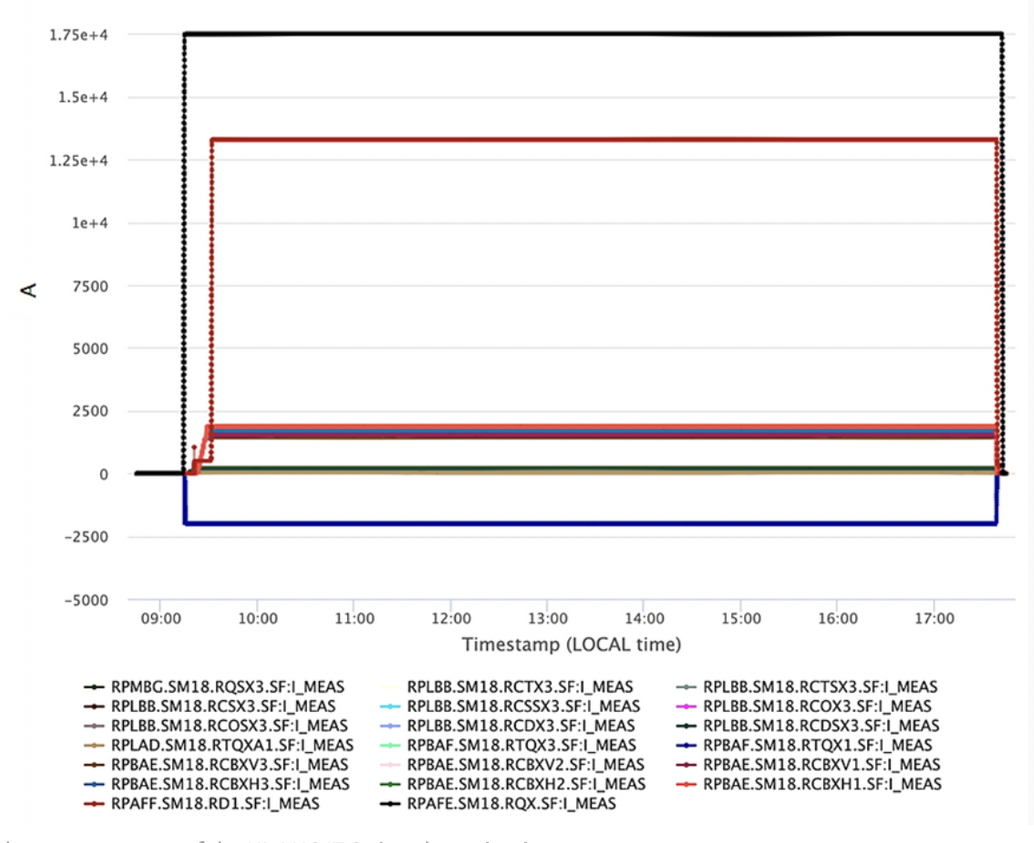 1.75e+4
1.5e+4
1.25e+4
1e+4
7500
A
5000
2500
0
−2500
−5000
09:00 10:00 11:00 12:00 13:00 14:00 15:00 16:00 17:00
Timestamp (LOCAL time)
RPMBG.SM18.RQSX3.SF:I_MEAS RPLBB.SM18.RCTX3.SF:I_MEAS RPLBB.SM18.RCTSX3.SF:I_MEAS
RPLBB.SM18.RCSX3.SF:I_MEAS RPLBB.SM18.RCSSX3.SF:I_MEAS RPLBB.SM18.RCOX3.SF:I_MEAS
RPLBB.SM18.RCOSX3.SF:I_MEAS RPLBB.SM18.RCDX3.SF:I_MEAS RPLBB.SM18.RCDSX3.SF:I_MEAS
RPLAD.SM18.RTQXA1.SF:I_MEAS RPBAF.SM18.RTQX3.SF:I_MEAS RPBAF.SM18.RTQX1.SF:I_MEAS
RPBAE.SM18.RCBXV3.SF:I_MEAS RPBAE.SM18.RCBXV2.SF:I_MEAS RPBAE.SM18.RCBXV1.SF:I_MEAS
RPBAE.SM18.RCBXH3.SF:I_MEAS RPBAE.SM18.RCBXH2.SF:I_MEAS RPBAE.SM18.RCBXH1.SF:I_MEAS
RPAFF.SM18.RD1.SF:I_MEAS RPAFE.SM18.RQX.SF:I_MEAS